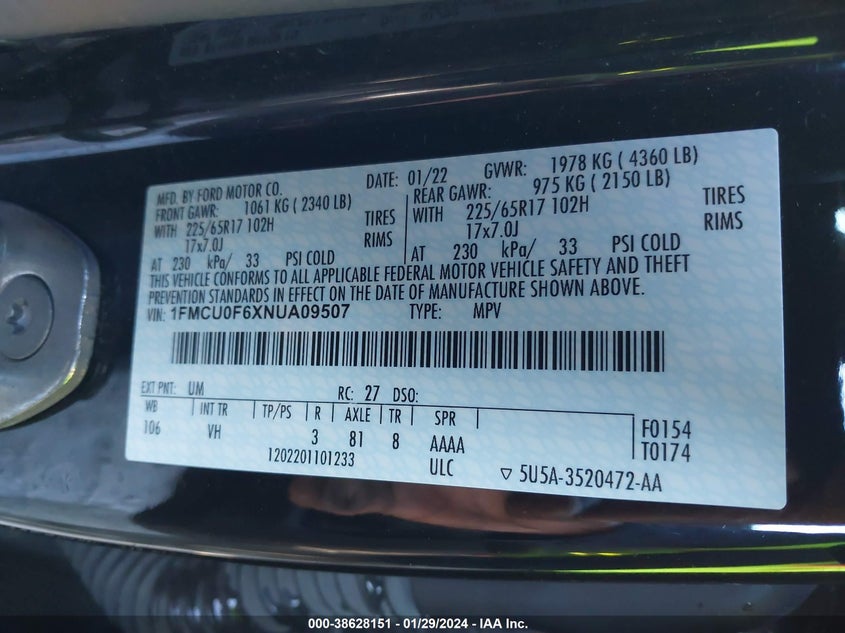 MFD. BY FORD MOTOR CO. DATE: 01/22 GVWR: 1978 KG ( 4360 LB)
FRONT GAWR: 1061 KG ( 2340 LB) REAR GAWR: 975 KG ( 2150 LB)
WITH 225/65R17 102H TIRES WITH 225/65R17 102H TIRES
17x7.0J RIMS 17x7.0J RIMS
AT 230 kPa/ 33 PSI COLD AT 230 kPa/ 33 PSI COLD
THIS VEHICLE CONFORMS TO ALL APPLICABLE FEDERAL MOTOR VEHICLE SAFETY AND THEFT
PREVENTION STANDARDS IN EFFECT ON THE DATE OF MANUFACTURE SHOWN ABOVE.
VIN: 1FMCU0F6XNUA09507 TYPE: MPV
EXT PNT: UM RC: 27 DSO:
WB INT TR TP/PS R AXLE TR SPR
106 VH 3 81 8 AAAA
F0154
T0174
1202201101233 ULC ▽ 5U5A-3520472-AA
000-38628151 - 01/29/2024 - IAA Inc.